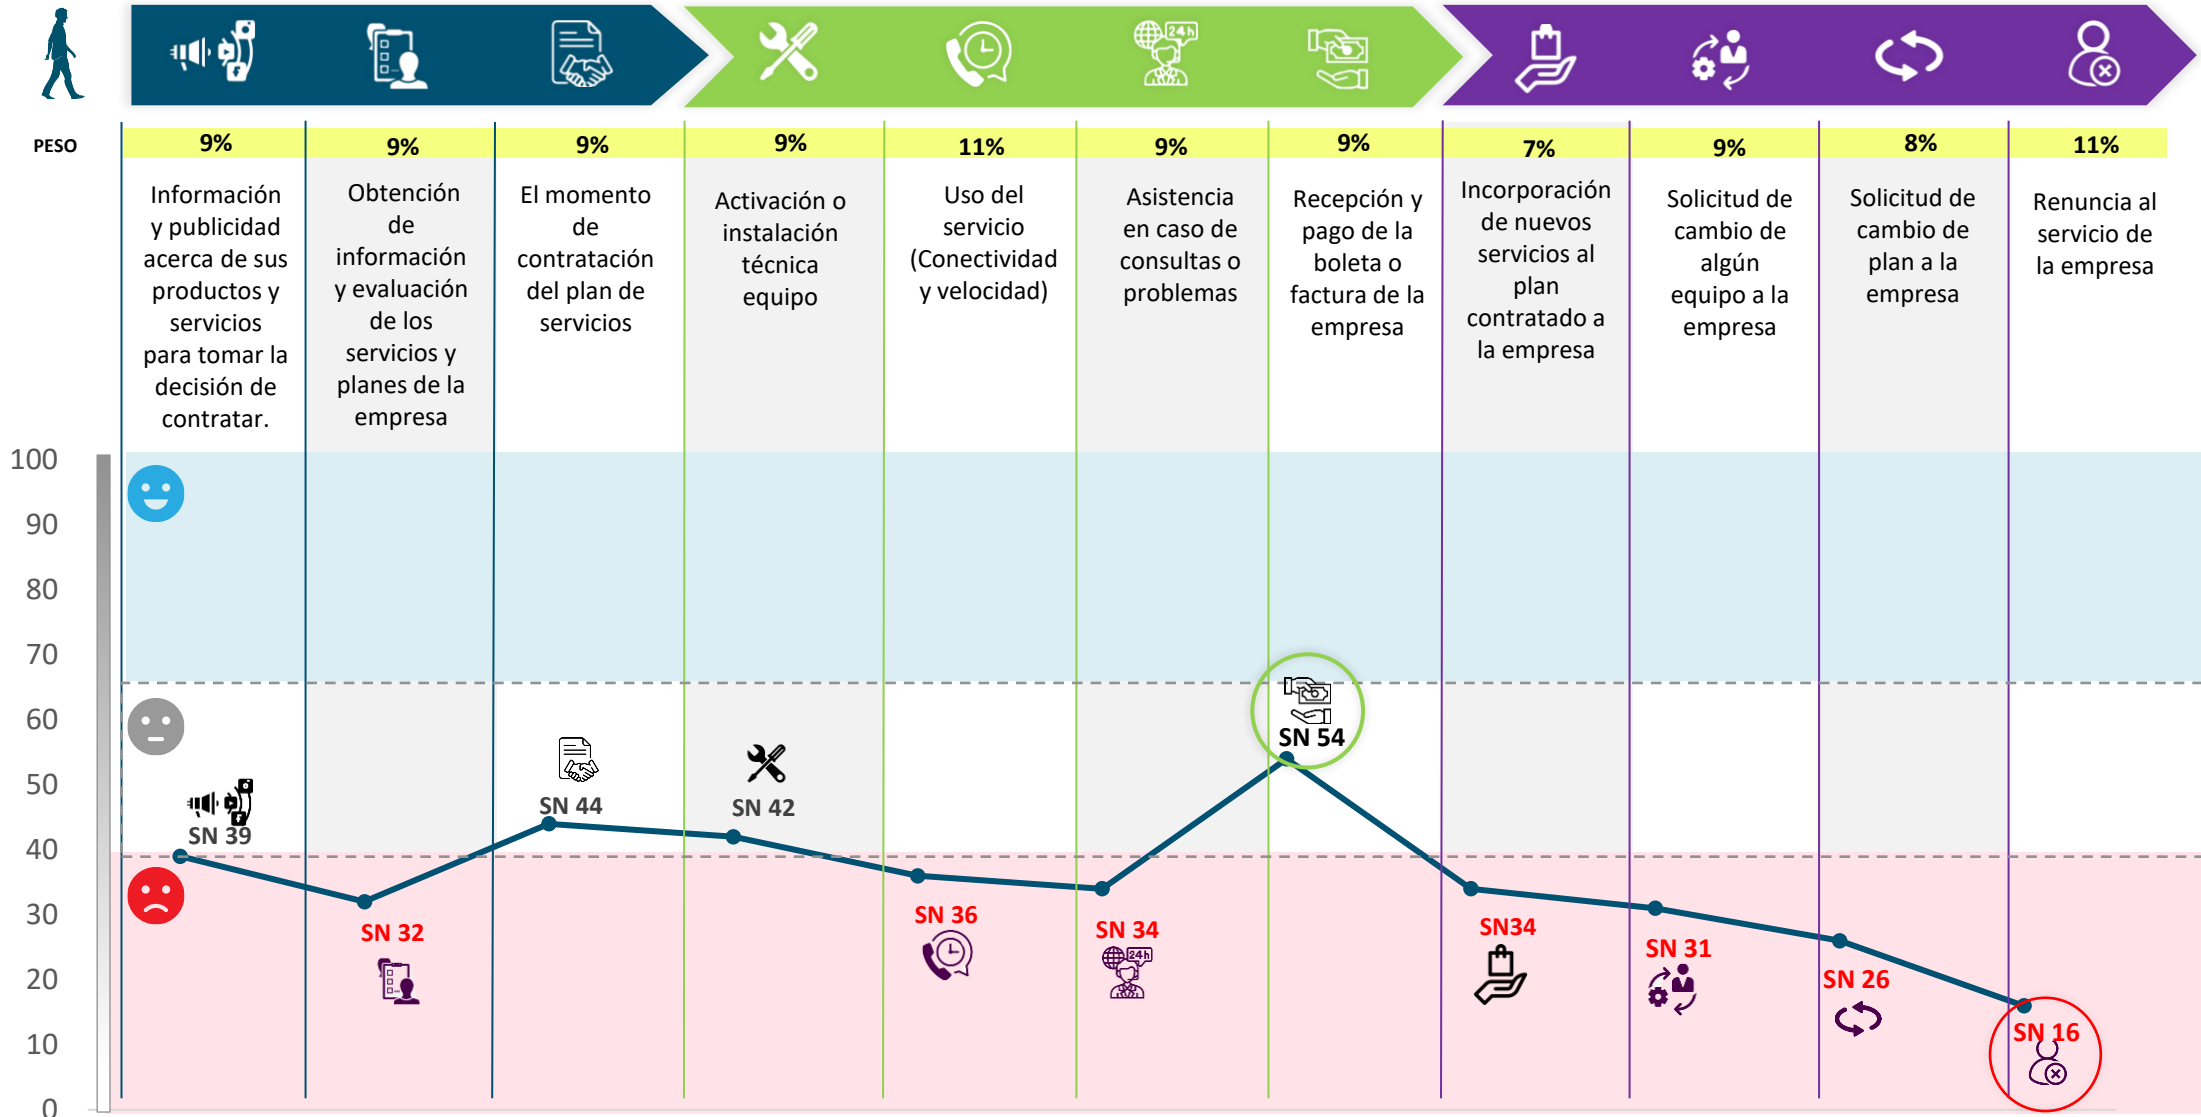 24h
PESO
9%
9%
9%
9%
11%
9%
9%
7%
9%
8%
11%
Información
y publicidad
acerca de sus
productos y
servicios
para tomar la
decisión de
contratar.
Obtención
de
información
y evaluación
de los
servicios y
planes de la
empresa
El momento
de
contratación
del plan de
servicios
Activación o
instalación
técnica
equipo
Uso del
servicio
(Conectividad
y velocidad)
Asistencia
en caso de
consultas o
problemas
Recepción y
pago de la
boleta o
factura de la
empresa
Incorporación
de nuevos
servicios al
plan
contratado a
la empresa
Solicitud de
cambio de
algún
equipo a la
empresa
Solicitud de
cambio de
plan a la
empresa
Renuncia al
servicio de
la empresa
100
90
80
70
60
50
40
30
20
10
0
SN 39
SN 32
SN 44
SN 42
SN 36
SN 34
24h
SN 54
SN34
SN 31
SN 26
SN 16